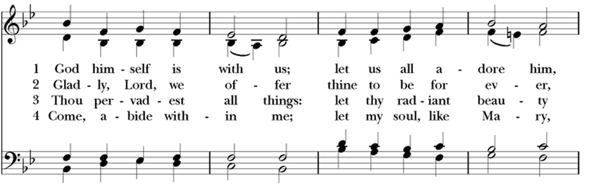 1 God him - self is with us; let us all a - dore him,
2 Glad - ly, Lord, we of - fer thine to be for ev - er,
3 Thou per - vad - est all things: let thy rad - iant beau - ty
4 Come, a - bide with - in me; let my soul, like Ma - ry,